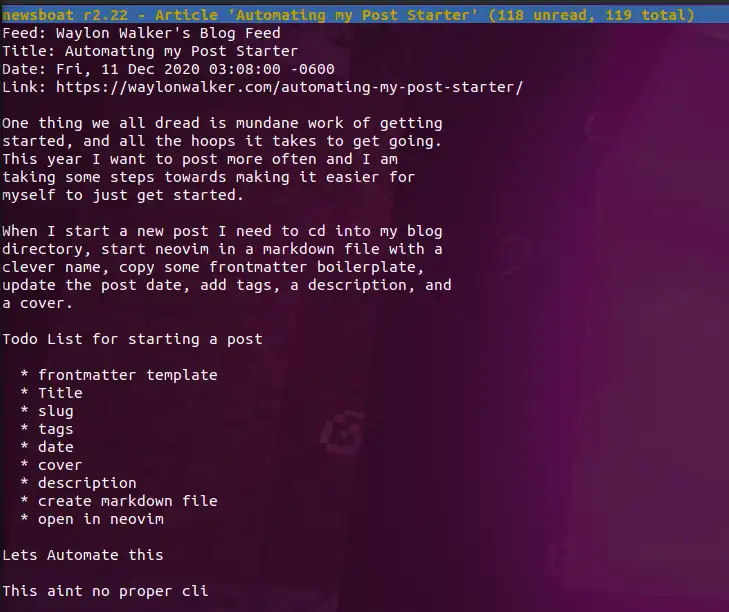 newsboat r2.22 - Article 'Automating my Post Starter' (118 unread, 119 total)
Feed: Waylon Walker's Blog Feed
Title: Automating my Post Starter
Date: Fri, 11 Dec 2020 03:08:00 -0600
Link: https://waylonwalker.com/automating-my-post-starter/
One thing we all dread is mundane work of getting
started, and all the hoops it takes to get going.
This year I want to post more often and I am
taking some steps towards making it easier for
myself to just get started.
When I start a new post I need to cd into my blog
directory, start neovim in a markdown file with a
clever name, copy some frontmatter boilerplate,
update the post date, add tags, a description, and
a cover.
Todo List for starting a post
* frontmatter template
* Title
* slug
* tags
* date
* cover
* description
* create markdown file
* open in neovim
Lets Automate this
This aint no proper cli